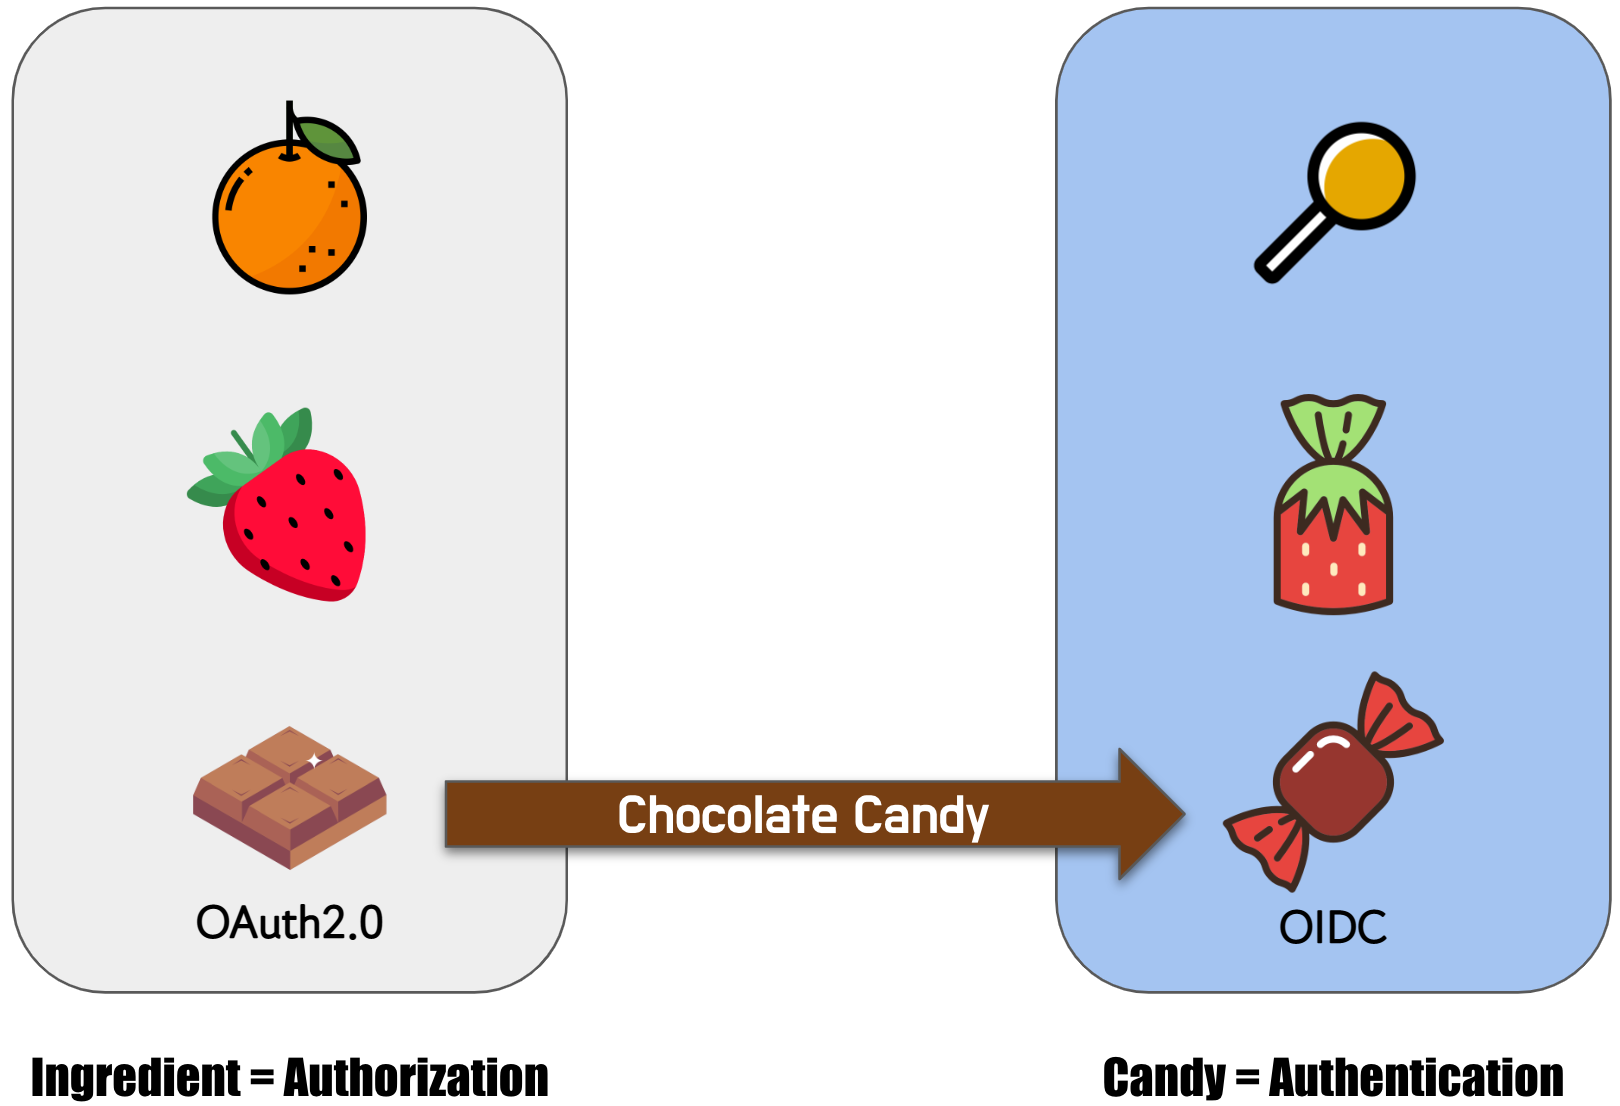 Chocolate Candy
OAuth2.0
OIDC
Ingredient = Authorization
Candy = Authentication